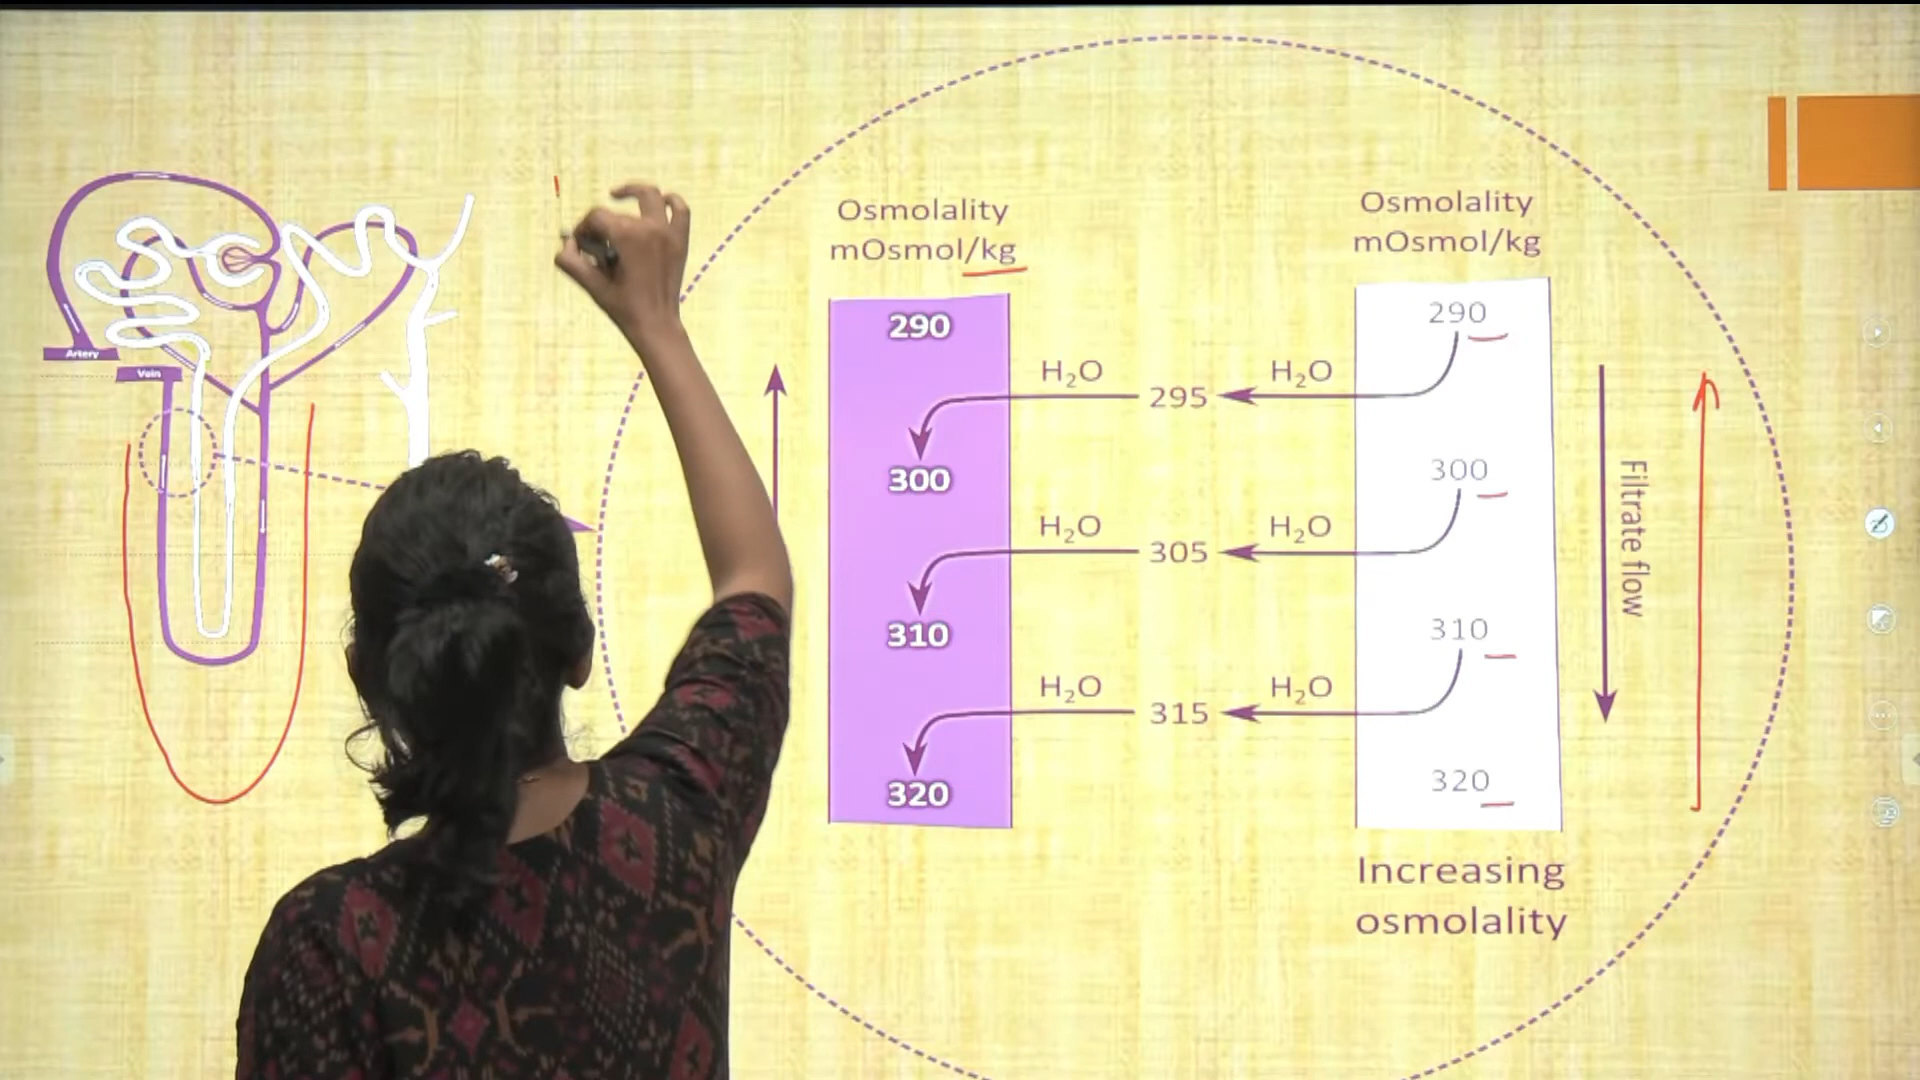 Artery
Vein
Osmolality
mOsmol/kg
290
300
310
320
H₂O
295
H₂O
H₂O
305
H₂O
H₂O
315
H₂O
Osmolality
mOsmol/kg
290
300
310
320
Filtrate flow
Increasing
osmolality